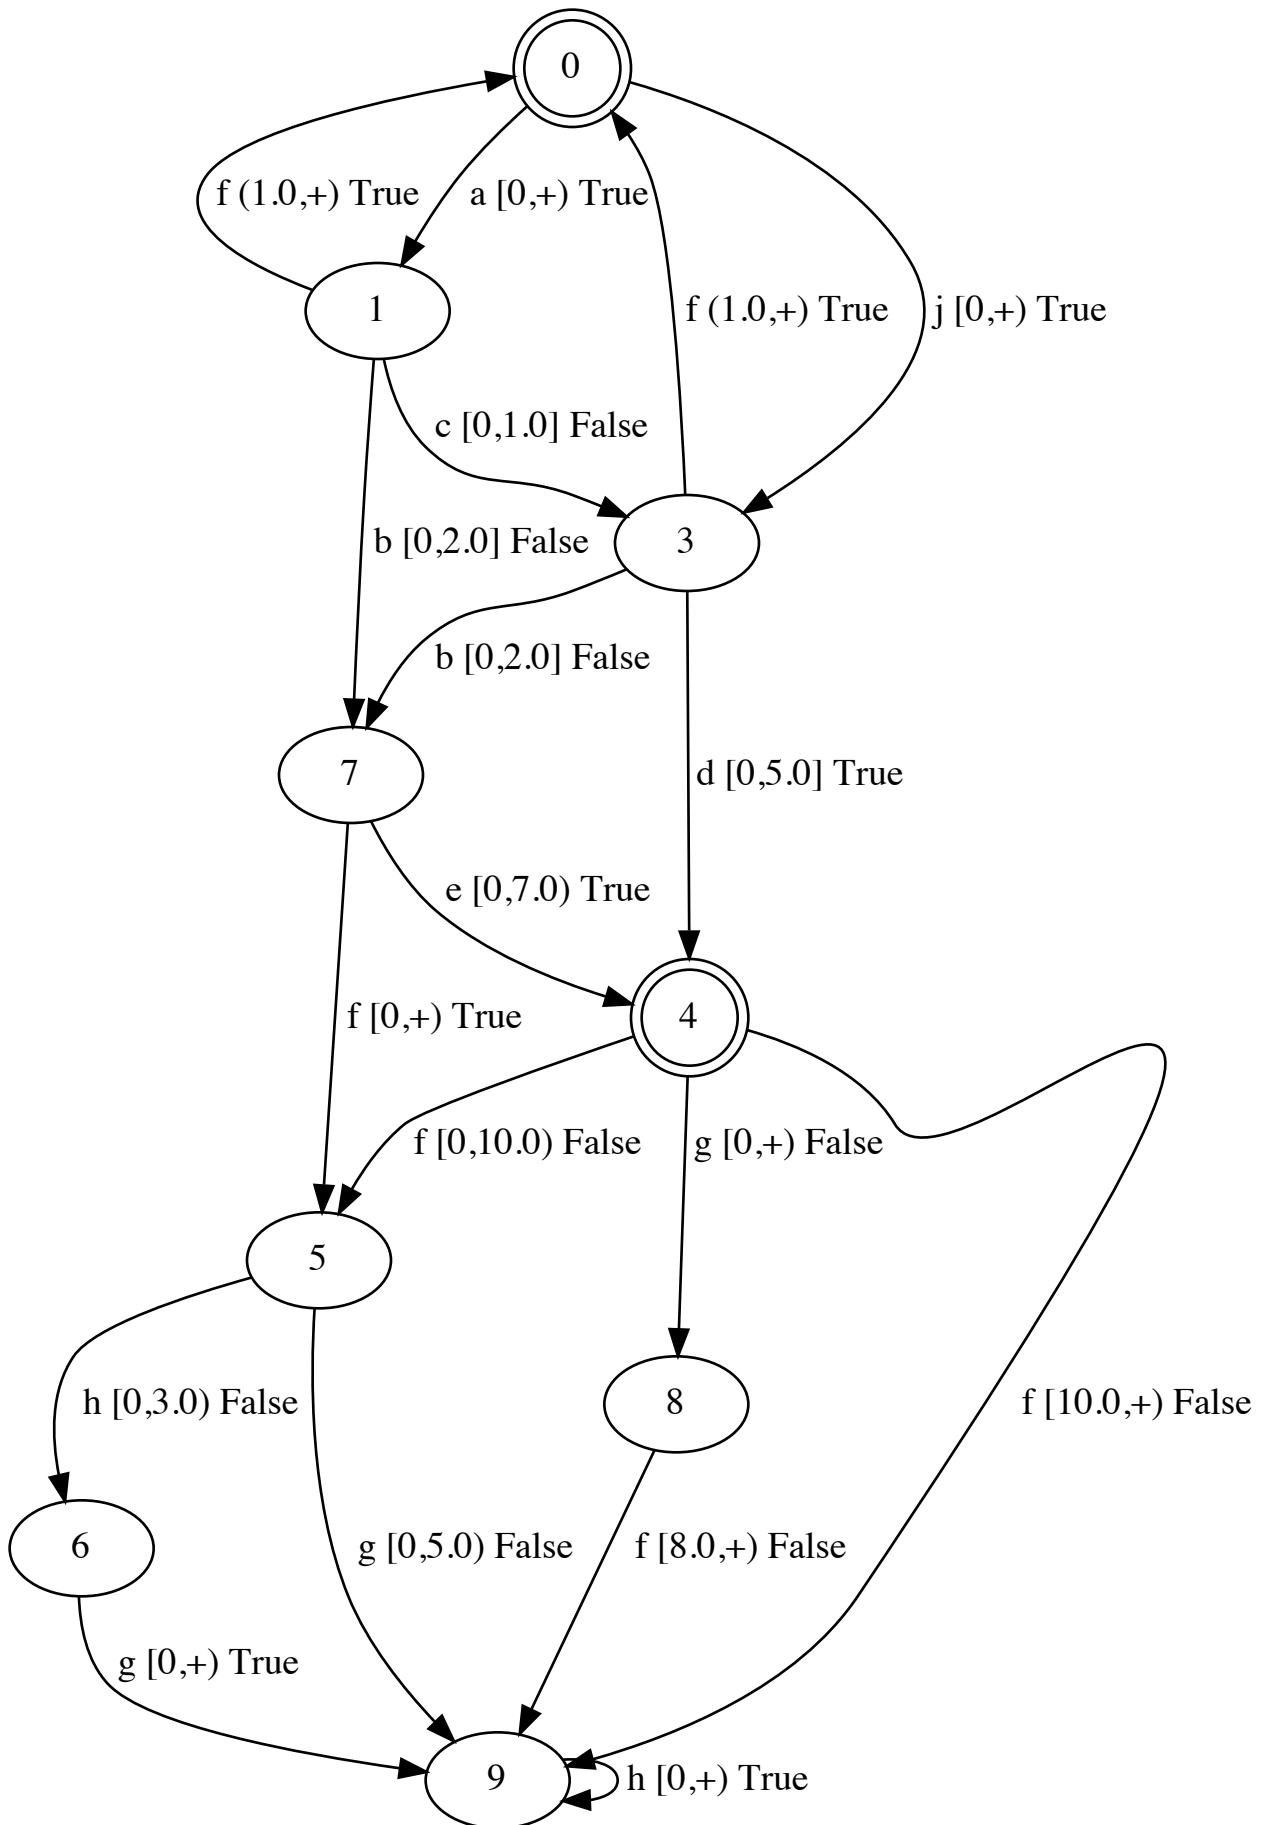 0
f (1.0,+) True
a [0,+) True
1
f (1.0,+) True
j [0,+) True
c [0,1.0] False
b [0,2.0] False
3
b [0,2.0] False
7
d [0,5.0] True
e [0,7.0) True
f [0,+) True
4
f [0,10.0) False
g [0,+) False
5
h [0,3.0) False
8
f [10.0,+) False
6
g [0,5.0) False
f [8.0,+) False
g [0,+) True
9
h [0,+) True